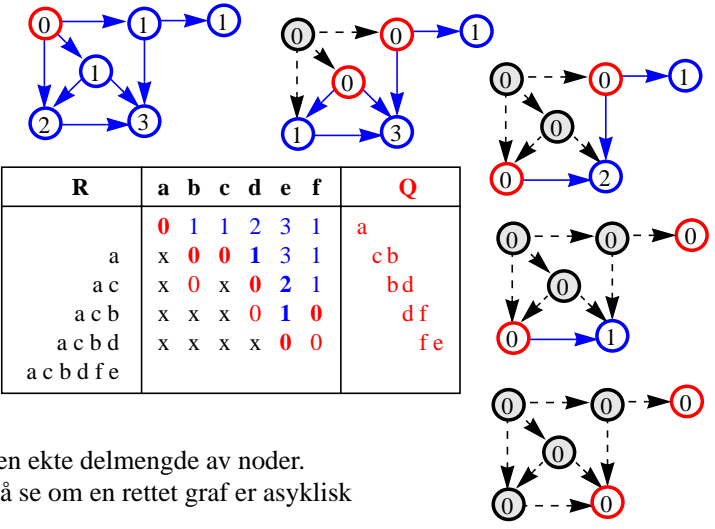 0 1 1
1
2 3
0 0 1
0
1 3
0 0 1
0
0 2
R a b c d e f Q
0 1 1 2 3 1 a
a x 0 0 1 3 1 c b
a c x 0 x 0 2 1 b d
a c b x x x 0 1 0 d f
a c b d x x x x 0 0 f e
a c b d f e
0 0 0
0
0 1
0 0 0
0
0 0
en ekte delmengde av noder.
å se om en rettet graf er asyklisk